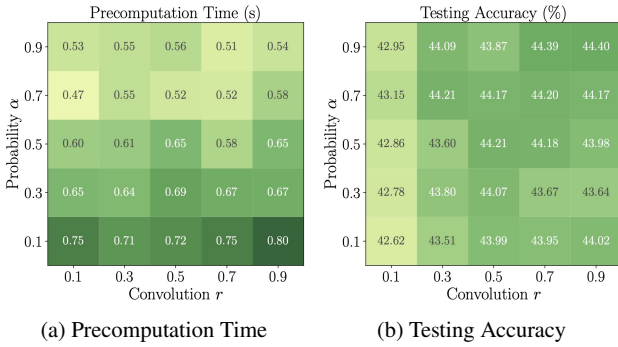 Precomputation Time (s)
Probability α
0.9 0.53 0.55 0.56 0.51 0.54
0.7 0.47 0.55 0.52 0.52 0.58
0.5 0.60 0.61 0.65 0.58 0.65
0.3 0.65 0.64 0.69 0.67 0.67
0.1 0.75 0.71 0.72 0.75 0.80
0.1 0.3 0.5 0.7 0.9
Convolution r
(a) Precomputation Time
Testing Accuracy (%)
Probability α
0.9 42.95 44.09 43.87 44.39 44.40
0.7 43.15 44.21 44.17 44.20 44.17
0.5 42.86 43.60 44.21 44.18 43.98
0.3 42.78 43.80 44.07 43.67 43.64
0.1 42.62 43.51 43.99 43.95 44.02
0.1 0.3 0.5 0.7 0.9
Convolution r
(b) Testing Accuracy